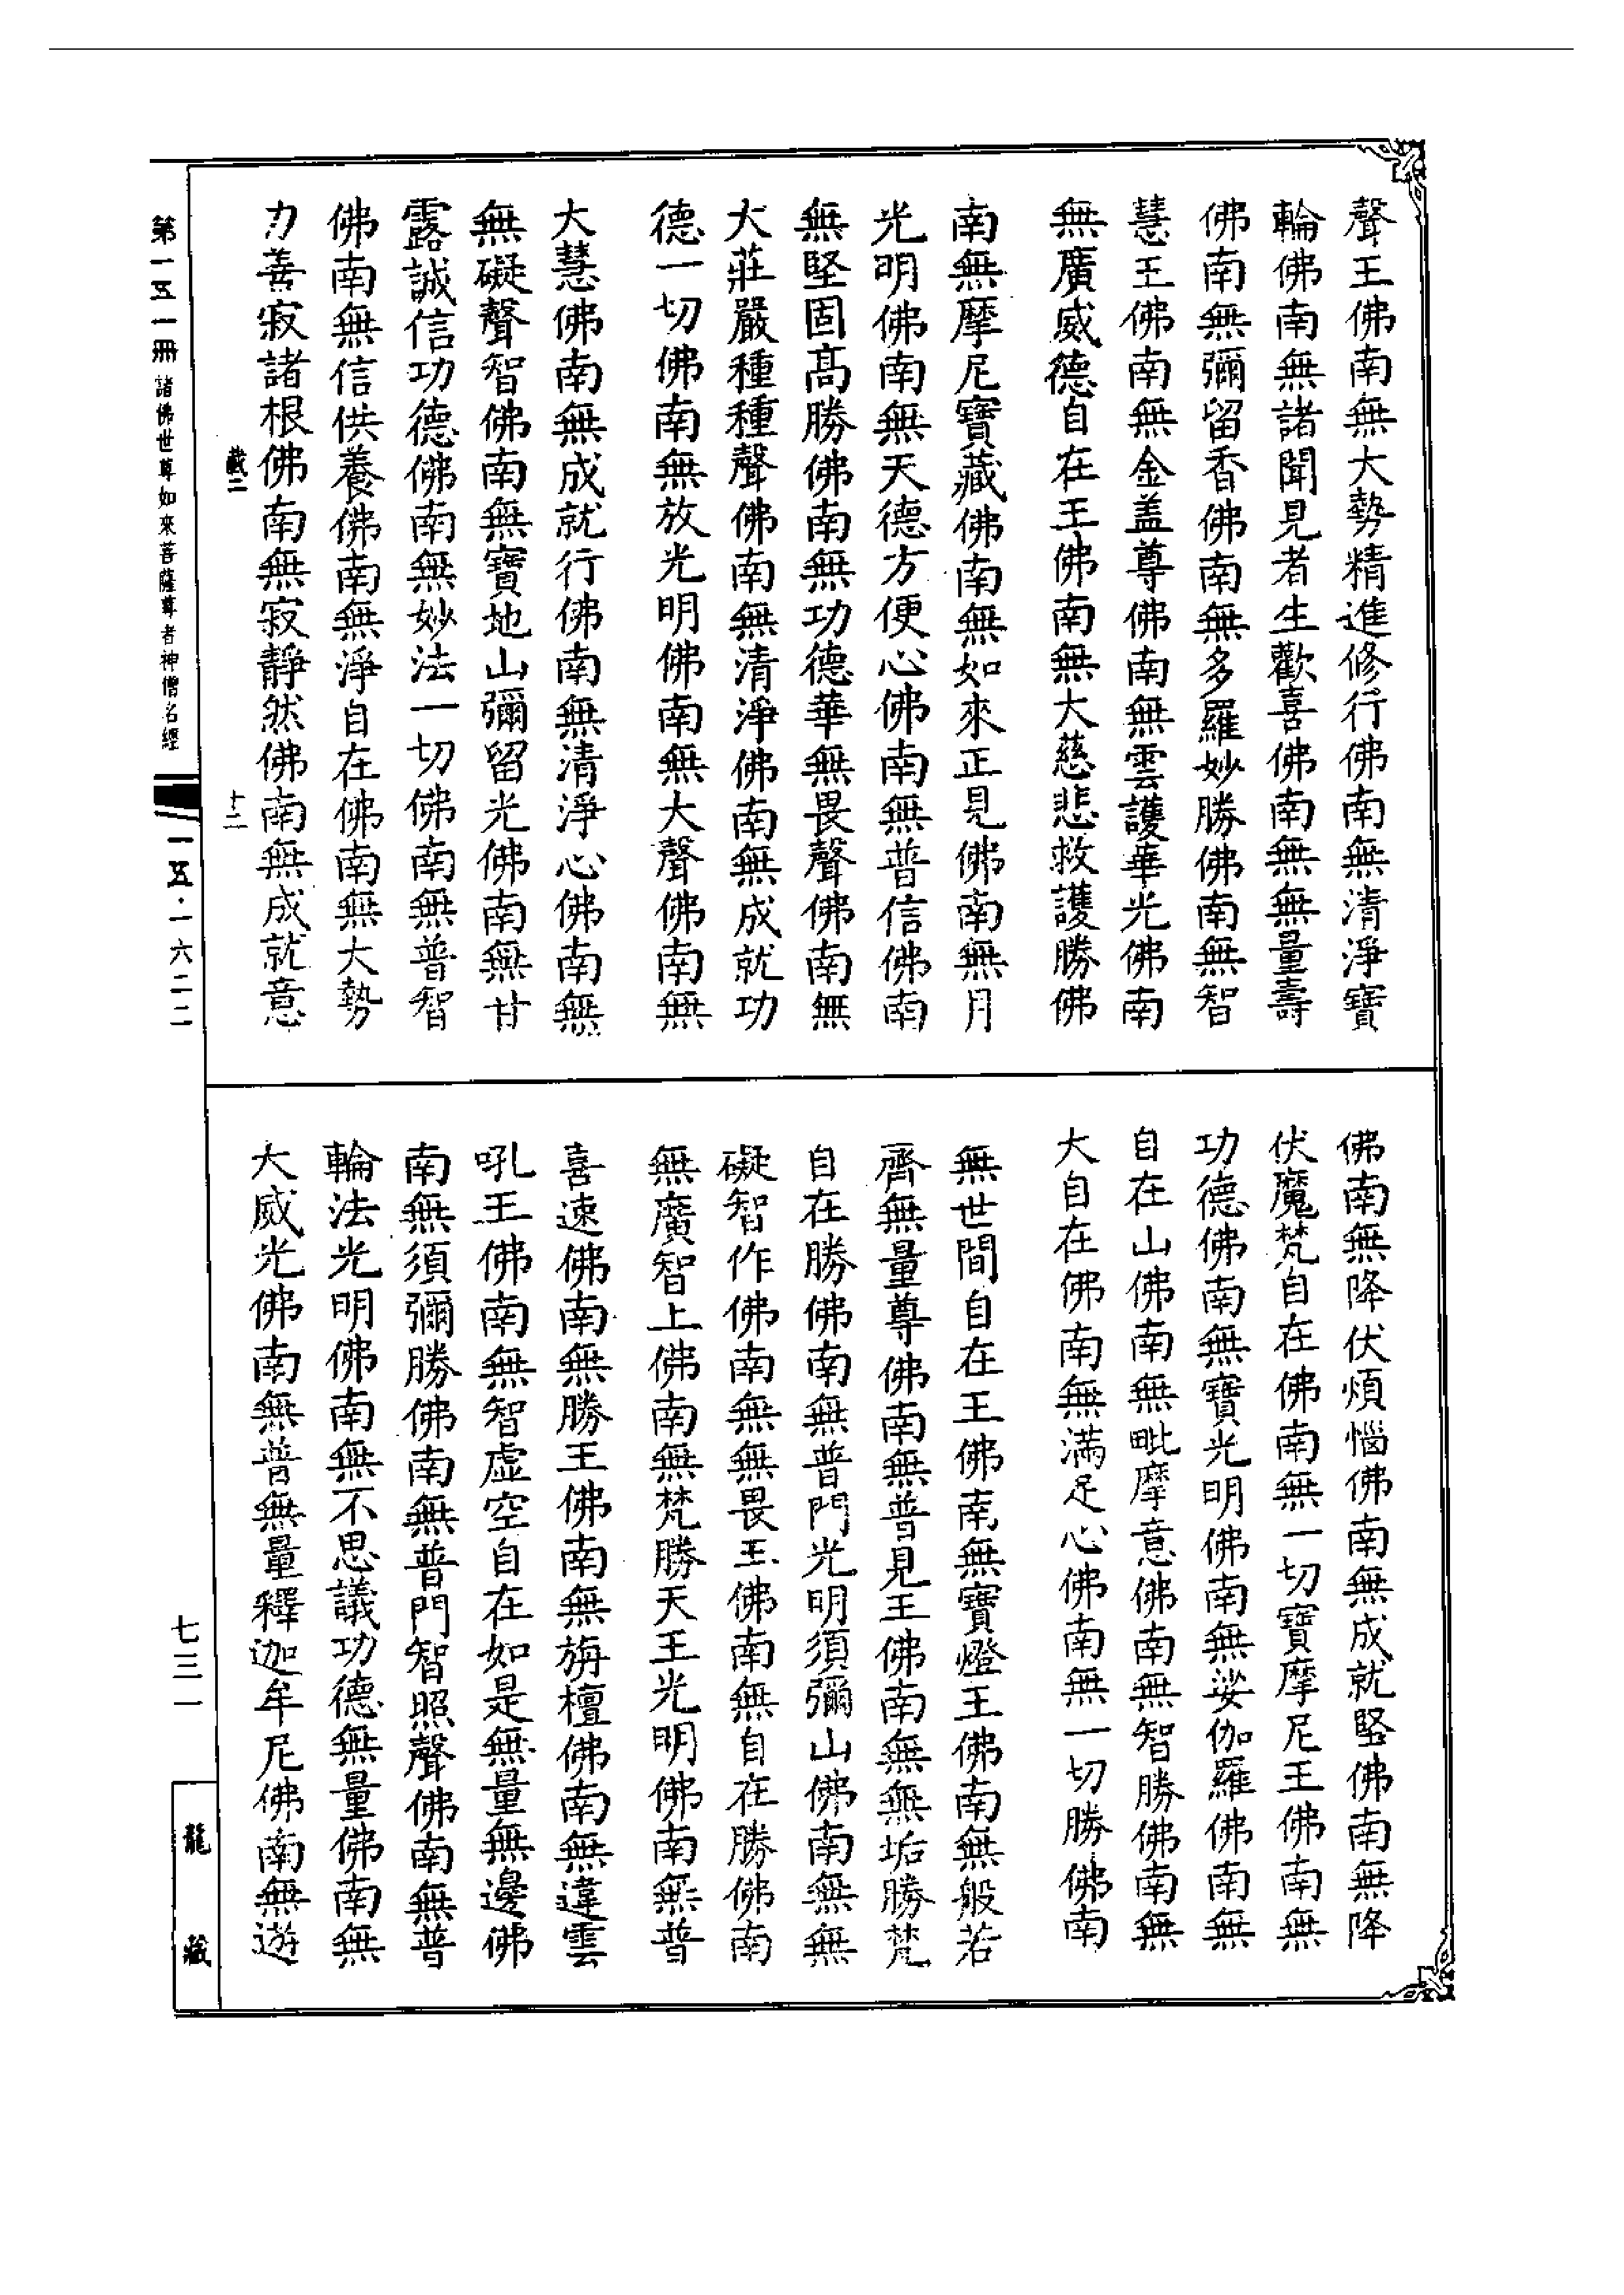 聲王佛南無大勢精進修行佛南無清淨寶
輪佛南無諸聞見者生歡喜佛南無無量壽
佛南無彌留香佛南無多羅妙勝佛南無智
慧王佛南無金盖尊佛南無雲護華光佛南
無廣威德自在王佛南無大慈悲救護勝佛
南無摩尼寶藏佛南無如來正見佛南無月
光明佛南無天德方便心佛南無普信佛南
無堅固髙勝佛南無功德華無畏聲佛南無
大莊嚴種種聲佛南無清淨佛南無成就功
德一切佛南無放光明佛南無大聲佛南無
大慧佛南無成就行佛南無清淨心佛南無
無礙聲智佛南無寶地山彌留光佛南無甘
露誠信功德佛南無妙法一切佛南無普智
佛南無信供養佛南無淨自在佛南無大勢
力善寂諸根佛南無寂靜然佛南無成就意
佛南無降伏煩惱佛南無成就堅佛南無降
伏魔梵自在佛南無一切寶摩尼王佛南無
功德佛南無寶光明佛南無娑伽羅佛南無
自在山佛南無毗摩意佛南無智勝佛南無
大自在佛南無滿足心佛南無一切勝佛南
無世間自在王佛南無寶燈王佛南無般若
齊無量尊佛南無普見王佛南無無垢勝梵
自在勝佛南無普門光明須彌山佛南無無
礙智作佛南無無畏王佛南無自在勝佛南
無廣智上佛南無梵勝天王光明佛南無普
喜速佛南無勝王佛南無旃檀佛南無違雲
吼王佛南無智虛空自在如是無量無邊佛
南無須彌勝佛南無普門智照聲佛南無普
輪法光明佛南無不思議功德無量佛南無
大威光佛南無普無量釋迦牟尼佛南無遊
藏二 十二
第一五一冊 諸佛世尊如來菩薩尊者神僧名經
一五·一六二二
七三一
龍藏